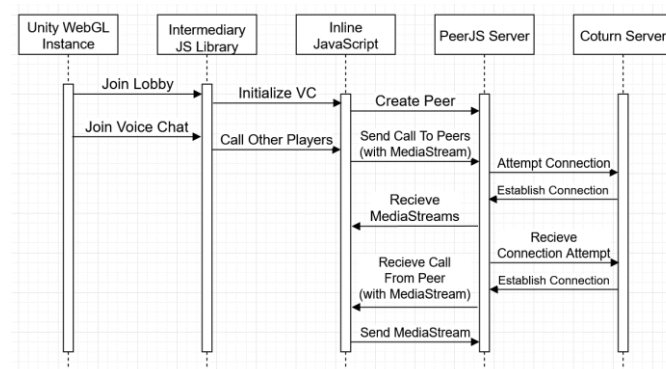 Unity WebGL
Instance
Intermediary
JS Library
Inline
JavaScript
PeerJS Server
Coturn Server
Join Lobby
Initialize VC
Create Peer
Join Voice Chat
Call Other Players
Send Call To Peers
(with MediaStream)
Attempt Connection
Establish Connection
Recieve
MediaStreams
Recieve
Connection Attempt
Recieve Call
From Peer
(with MediaStream)
Establish Connection
Send MediaStream